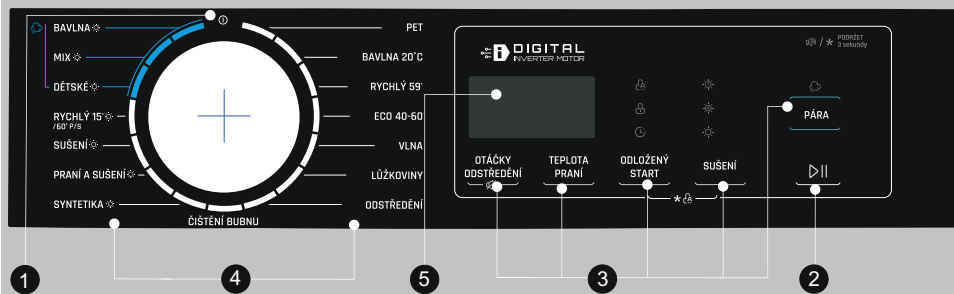 BAVLNA
MIX
DĚTSKÉ
RYCHLÝ 15'
/60' P/S
SUŠENÍ
PRANÍ A SUŠENÍ
SYNTETIKA
ČIŠTĚNÍ BUBNU
PET
BAVLNA 20°C
RYCHLÝ 59'
ECO 40-60
VLNA
LŮŽKOVINY
ODSTŘEDĚNÍ
DIGITAL
INVERTER MOTOR
/ * PODRŽET
3 sekundy
PÁRA
OTÁČKY
ODSTŘEDĚNÍ
TEPLOTA
PRANÍ
ODLOŽENÝ
START
SUŠENÍ
*
1
4
5
3
2